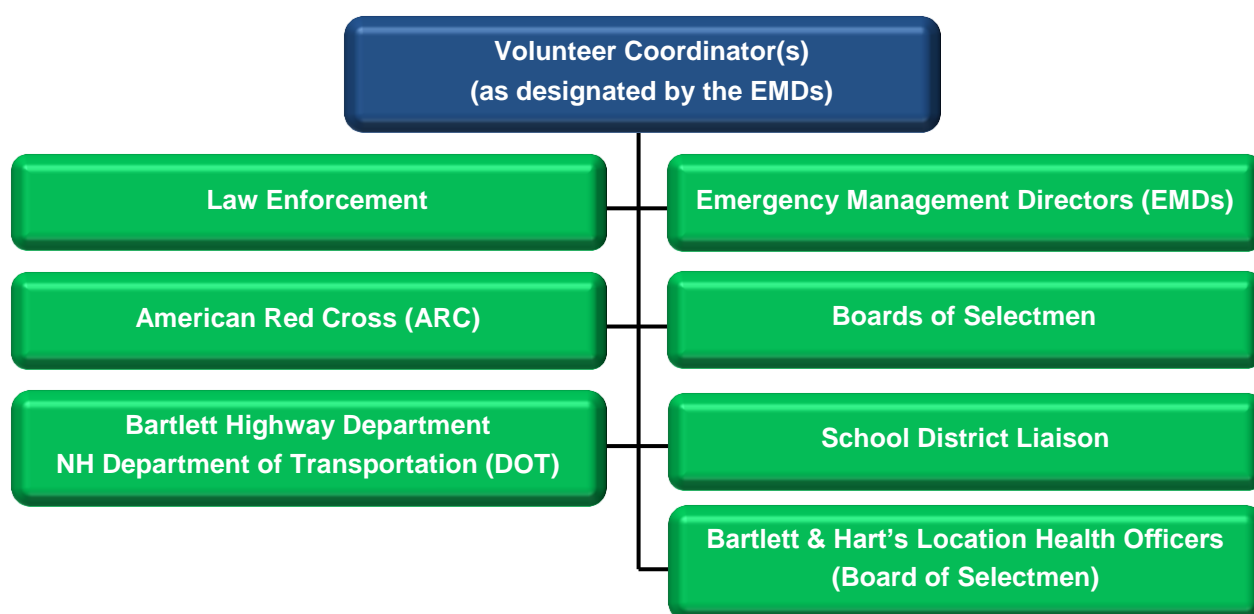 Volunteer Coordinator(s)
(as designated by the EMDs)
Law Enforcement
Emergency Management Directors (EMDs)
American Red Cross (ARC)
Boards of Selectmen
Bartlett Highway Department
NH Department of Transportation (DOT)
School District Liaison
Bartlett & Hart’s Location Health Officers
(Board of Selectmen)